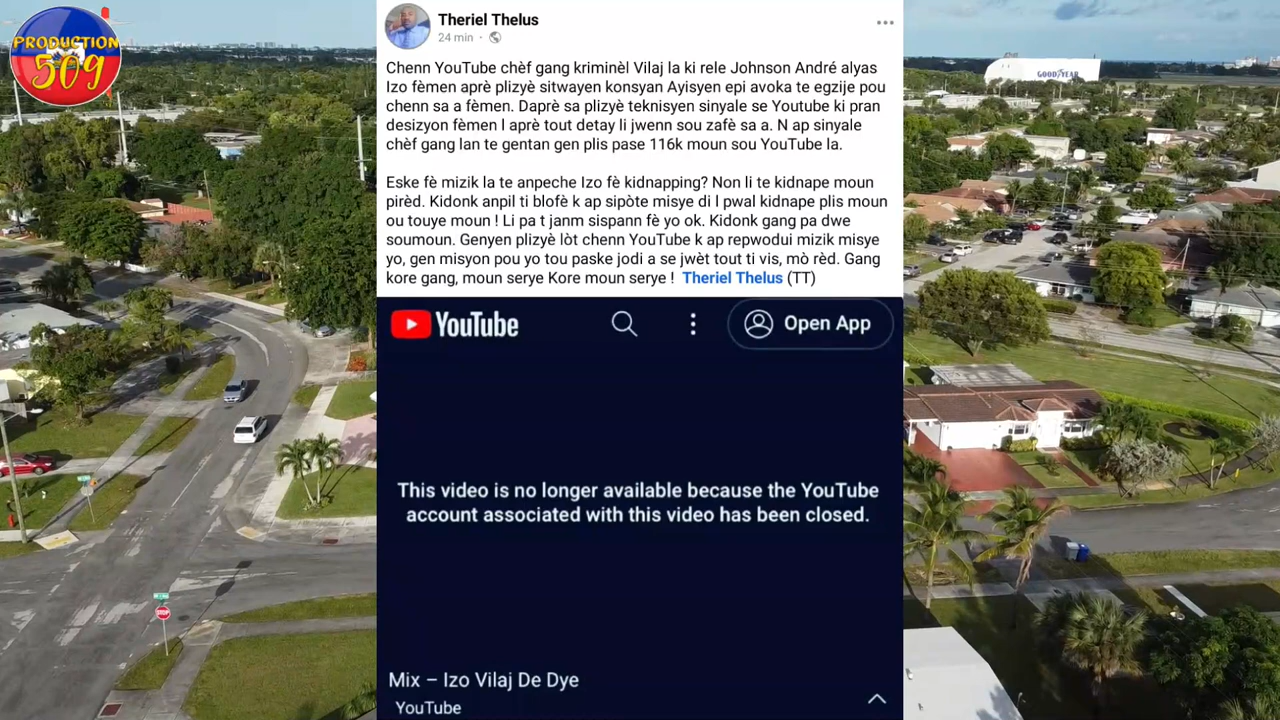 PRODUCTION
509
Theriel Thelus
24 min
Chenn YouTube chèf gang kriminèl Vilaj la ki rele Johnson André alyas
Izo fèmen aprè plizyè sitwayen konsyan Ayisyen epi avoka te egzije pou
chenn sa a fèmen. Daprè sa plizyè teknisyen sinyale se Youtube ki pran
desizyon fèmen l aprè tout detay li jwenn sou zafè sa a. N ap sinyale
chèf gang lan te gentan gen plis pase 116k moun sou YouTube la.
Eske fè mizik la te anpeche Izo fè kidnapping? Non li te kidnape moun
pirèd. Kidonk anpil ti blofè k ap sipòte misye di l pwal kidnape plis moun
ou touye moun ! Li pa t janm sispann fè yo ok. Kidonk gang pa dwe
soumoun. Genyen plizyè lòt chenn YouTube k ap repwodui mizik misye
yo, gen misyon pou yo tou paske jodi a se jwèt tout ti vis, mò rèd. Gang
kore gang, moun serye Kore moun serye ! Theriel Thelus (TT)
YouTube
Open App
This video is no longer available because the YouTube
account associated with this video has been closed.
Mix – Izo Vilaj De Dye
YouTube
GOODYEAR
STOP